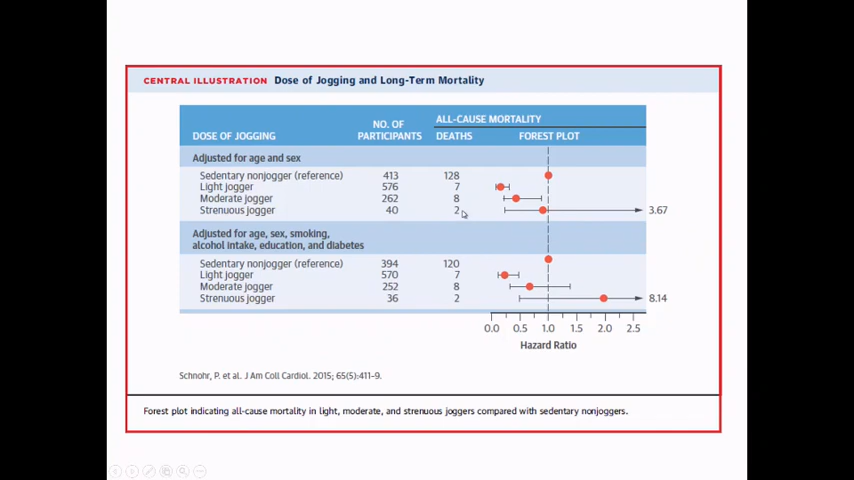 CENTRAL ILLUSTRATION Dose of Jogging and Long-Term Mortality
ALL-CAUSE MORTALITY
NO. OF
DOSE OF JOGGING PARTICIPANTS DEATHS FOREST PLOT
Adjusted for age and sex
Sedentary nonjogger (reference) 413 128
Light jogger 576 7
Moderate jogger 262 8
Strenuous jogger 40 2 3.67
Adjusted for age, sex, smoking,
alcohol intake, education, and diabetes
Sedentary nonjogger (reference) 394 120
Light jogger 570 7
Moderate jogger 252 8
Strenuous jogger 36 2 8.14
0.0 0.5 1.0 1.5 2.0 2.5
Hazard Ratio
Schnohr, P. et al. J Am Coll Cardiol. 2015; 65(5):411-9.
Forest plot indicating all-cause mortality in light, moderate, and strenuous joggers compared with sedentary nonjoggers.